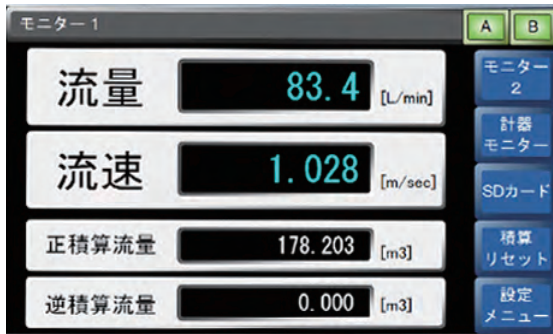 モニター 1
A B
流量 83.4 [L/min]
モニター
2
流速 1.028 [m/sec]
計器
モニター
SDカード
正積算流量 178.203 [m3]
積算
リセット
逆積算流量 0.000 [m3]
設定
メニュー